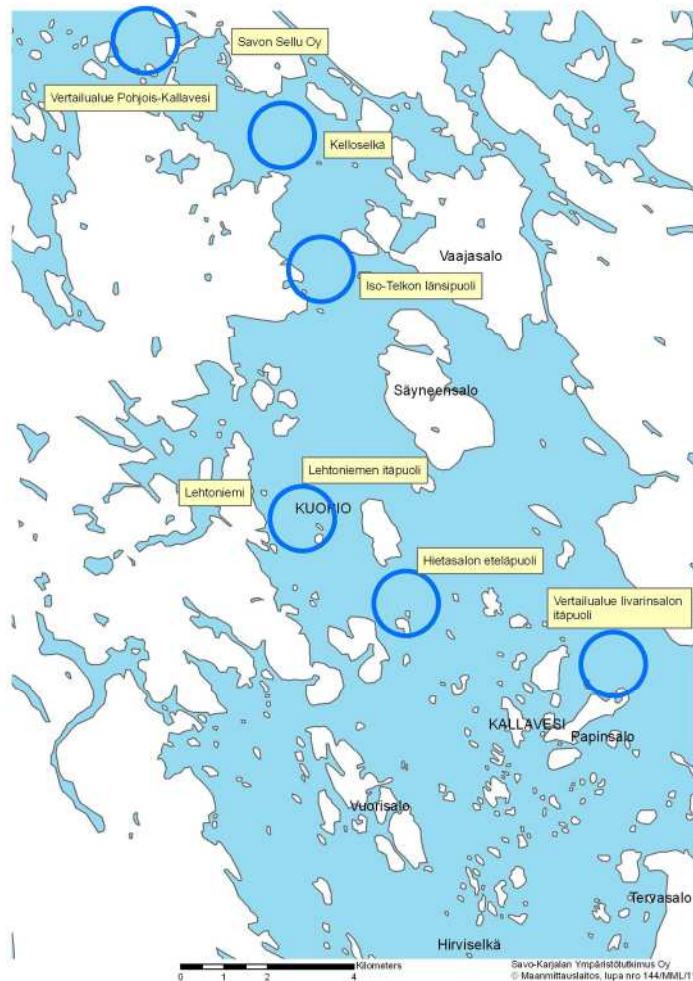 Savon Sellu Oy
Vertailualue Pohjois-Kallavesi
Kelloselkä
Vaajasalo
Iso-Telkon länsipuoli
Säyneensalo
Lehtoniemen itäpuoli
Lehtoniemi
KUOPIO
Hietasalon eteläpuoli
Vertailualue Iivarinsalon
itäpuoli
KALLAVESI
Papinsalo
Vuorisalo
Tervasalo
Hirviselkä
Kilometers
0 1 2 4
Savo-Karjalan Ympäristötutkimus Oy
© Maanmittauslaitos, lupa nro 144/MML/1